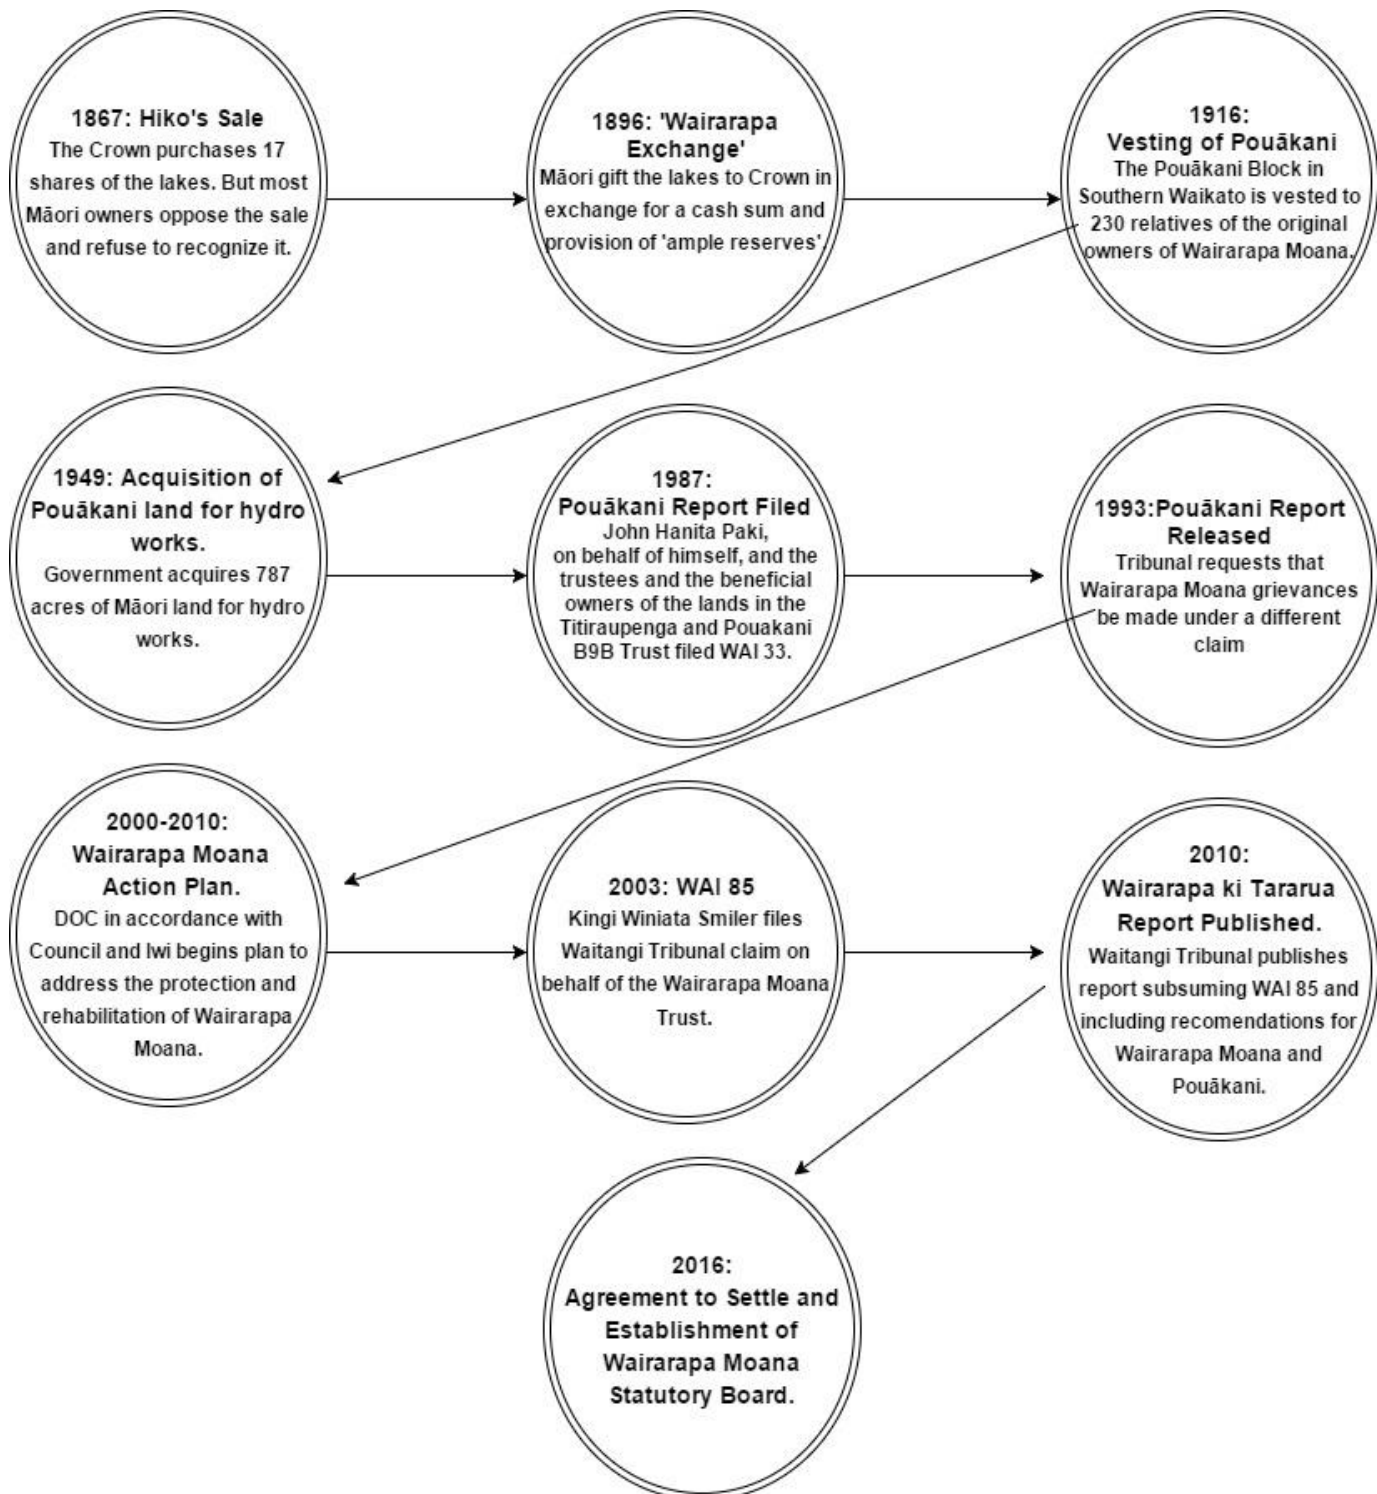 1867: Hiko's Sale
The Crown purchases 17
shares of the lakes. But most
Māori owners oppose the sale
and refuse to recognize it.
1896: 'Wairarapa
Exchange'
Māori gift the lakes to Crown in
exchange for a cash sum and
provision of 'ample reserves'.
1916:
Vesting of Pouākani
The Pouākani Block in
Southern Waikato is vested to
230 relatives of the original
owners of Wairarapa Moana.
1949: Acquisition of
Pouākani land for hydro
works.
Government acquires 787
acres of Māori land for hydro
works.
1987:
Pouākani Report Filed
John Hanita Paki,
on behalf of himself, and the
trustees and the beneficial
owners of the lands in the
Titiraupenga and Pouakani
B9B Trust filed WAI 33.
1993:Pouākani Report
Released
Tribunal requests that
Wairarapa Moana grievances
be made under a different
claim
2000-2010:
Wairarapa Moana
Action Plan.
DOC in accordance with
Council and Iwi begins plan to
address the protection and
rehabilitation of Wairarapa
Moana.
2003: WAI 85
Kingi Winiata Smiler files
Waitangi Tribunal claim on
behalf of the Wairarapa Moana
Trust.
2010:
Wairarapa ki Tararua
Report Published.
Waitangi Tribunal publishes
report subsuming WAI 85 and
including recomendations for
Wairarapa Moana and
Pouākani.
2016:
Agreement to Settle and
Establishment of
Wairarapa Moana
Statutory Board.